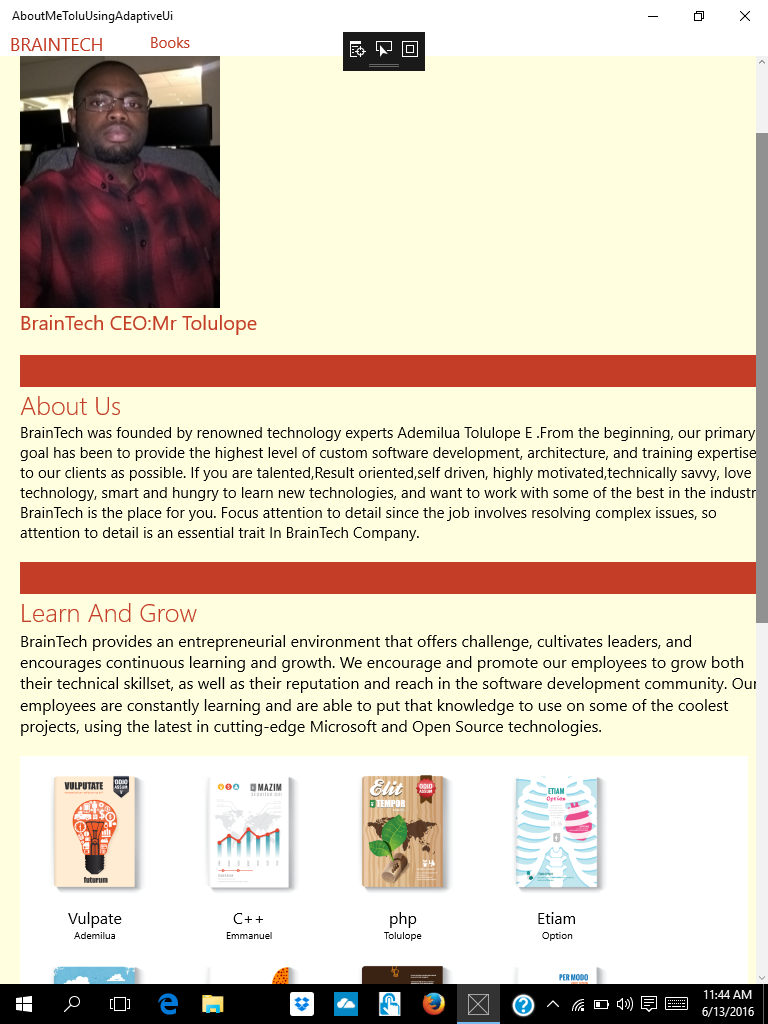 AboutMeToluUsingAdaptiveUi
BRAINTECH Books
BrainTech CEO:Mr Tolulope
About Us
BrainTech was founded by renowned technology experts Ademilua Tolulope E .From the beginning, our primary
goal has been to provide the highest level of custom software development, architecture, and training expertise
to our clients as possible. If you are talented,Result oriented,self driven, highly motivated,technically savvy, love
technology, smart and hungry to learn new technologies, and want to work with some of the best in the industr
BrainTech is the place for you. Focus attention to detail since the job involves resolving complex issues, so
attention to detail is an essential trait In BrainTech Company.
Learn And Grow
BrainTech provides an entrepreneurial environment that offers challenge, cultivates leaders, and
encourages continuous learning and growth. We encourage and promote our employees to grow both
their technical skillset, as well as their reputation and reach in the software development community. Our
employees are constantly learning and are able to put that knowledge to use on some of the coolest
projects, using the latest in cutting-edge Microsoft and Open Source technologies.
VULPUTATE
ODIO
ASSUM
V
futurum
V S A MAZIM
Elit
TEMPOR
ODIO
ASSUM
ETIAM
Option
Vulpate C++ php Etiam
Ademilua Emmanuel Tolulope Option
PER MODO
11:44 AM
6/13/2016